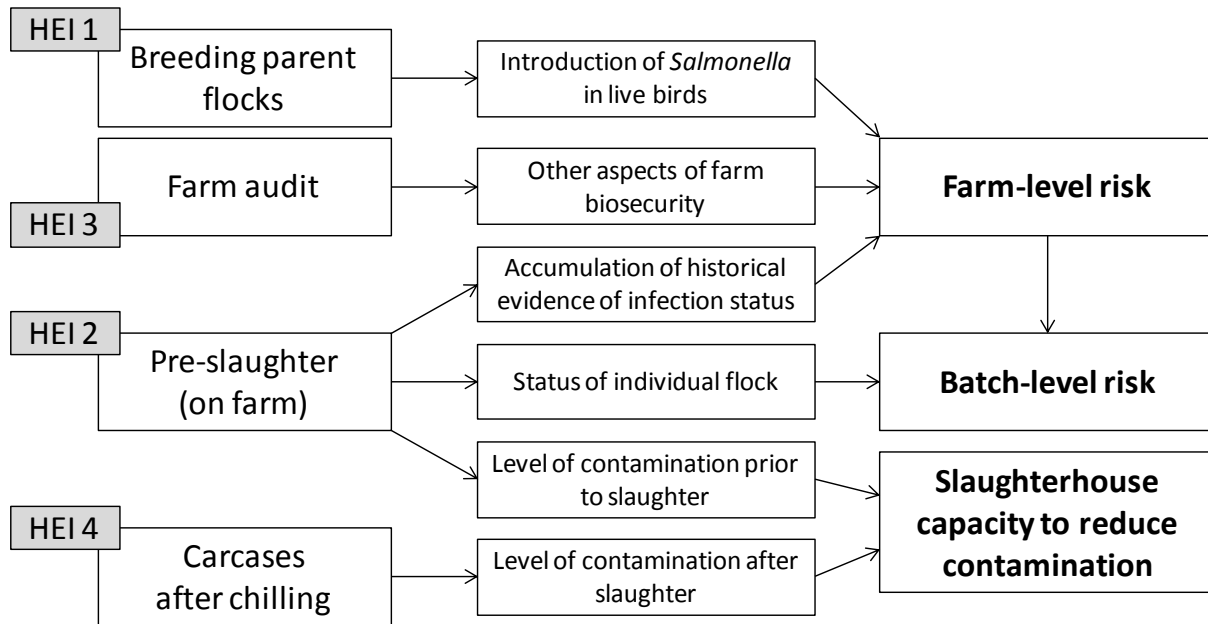 HEI 1
Breeding parent
flocks
Introduction of Salmonella
in live birds
Farm audit
HEI 3
Other aspects of farm
biosecurity
Farm-level risk
Accumulation of historical
evidence of infection status
HEI 2
Pre-slaughter
(on farm)
Status of individual flock
Batch-level risk
Level of contamination prior
to slaughter
Slaughterhouse
capacity to reduce
contamination
HEI 4
Carcases
after chilling
Level of contamination after
slaughter